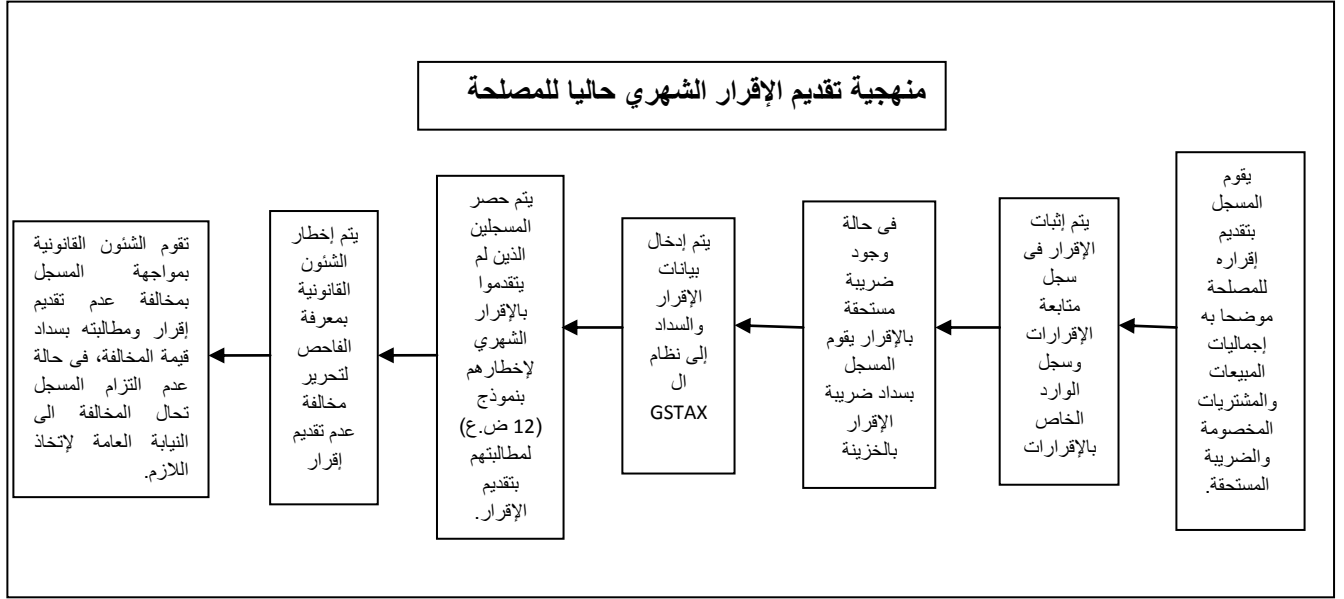 منهجية تقديم الإقرار الشهري حاليا للمصلحة
يقوم
المسجل
بتقديم
إقراره
للمصلحة
موضحا به
إجماليات
المبيعات
والمشتريات
المخصومة
والضريبة
المستحقة.
يتم إثبات
الإقرار فى
سجل
متابعة
الإقرارات
وسجل
الوارد
الخاص
بالإقرارات
فى حالة
وجود
ضريبة
مستحقة
بالإقرار يقوم
المسجل
بسداد ضريبة
الإقرار
بالخزينة
يتم إدخال
بيانات
الإقرار
والسداد
إلى نظام
ال
GSTAX
يتم حصر
المسجلين
الذين لم
يتقدموا
بالإقرار
الشهري
لإخطارهم
بنموذج
(12 ض.ع)
لمطالبتهم
بتقديم
الإقرار.
يتم إخطار
الشئون
القانونية
بمعرفة
الفاحص
لتحرير
مخالفة
عدم تقديم
إقرار
تقوم الشئون القانونية
بمواجهة المسجل
بمخالفة عدم تقديم
إقرار ومطالبته بسداد
قيمة المخالفة، فى حالة
عدم التزام المسجل
تحال المخالفة الى
النيابة العامة لإتخاذ
اللازم.